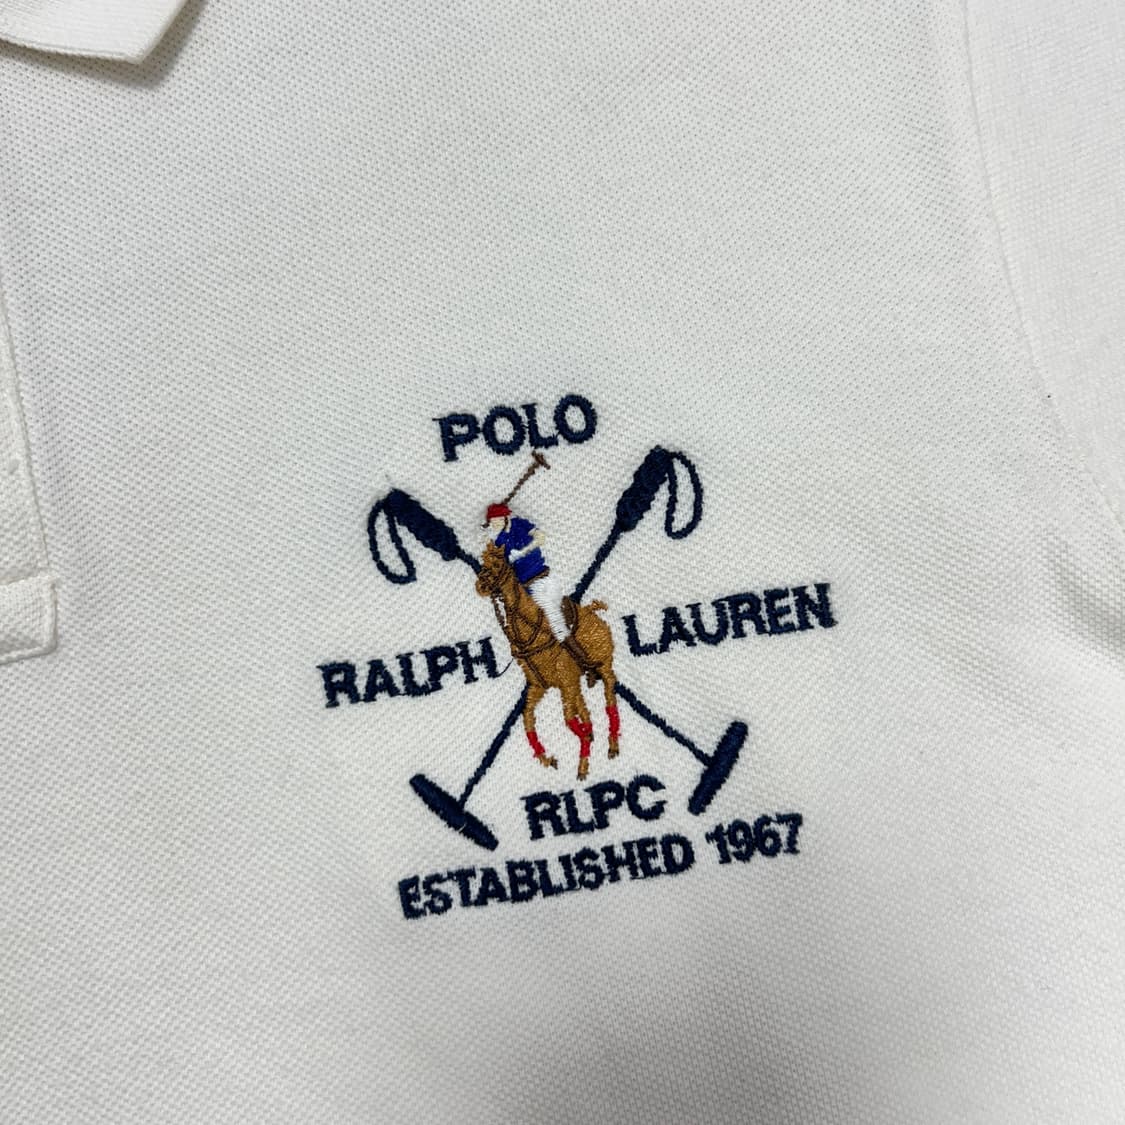 POLO
RALPH LAUREN
RLPC
ESTABLISHED 1967